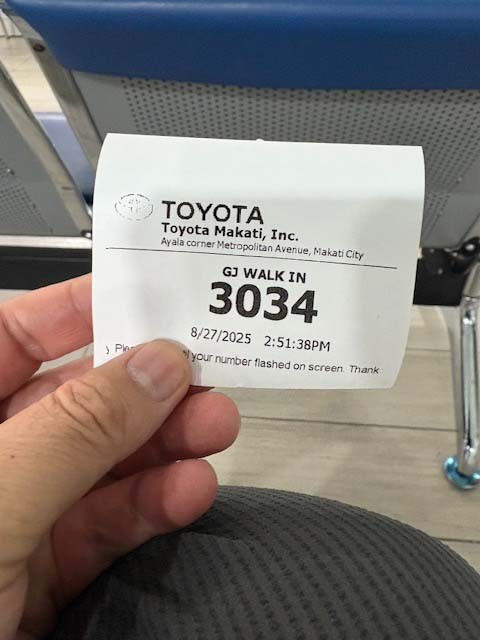 TOYOTA
Toyota Makati, Inc.
Ayala corner Metropolitan Avenue, Makati City
GJ WALK IN
3034
8/27/2025 2:51:38PM
your number flashed on screen. Thank